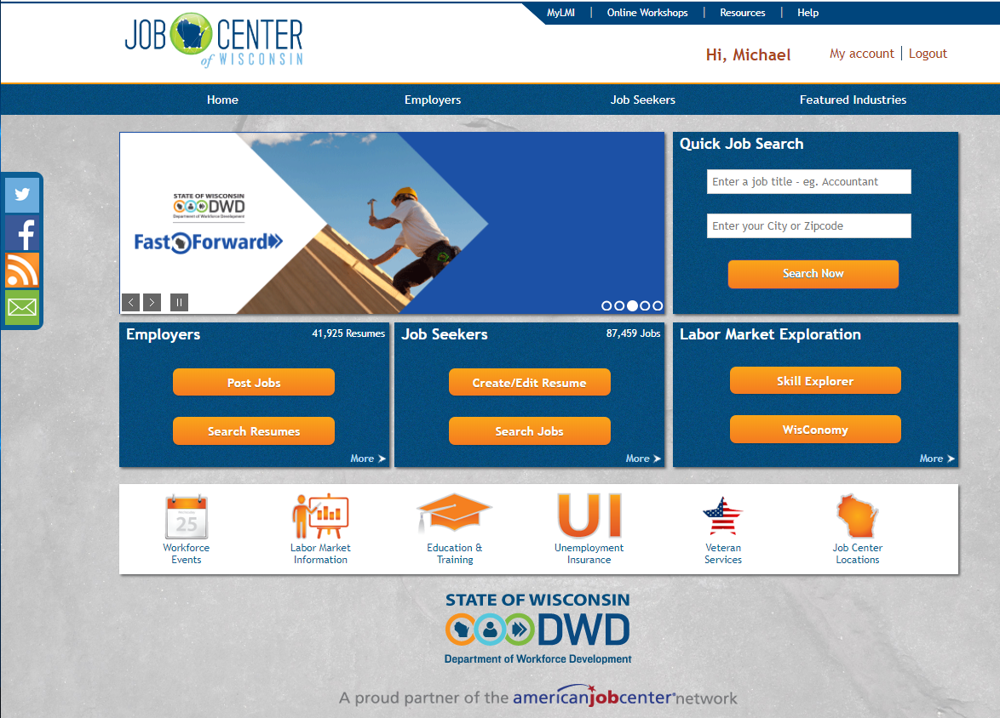 MyLMI | Online Workshops | Resources | Help
JOB CENTER
of WISCONSIN
Hi, Michael
My account | Logout
Home Employers Job Seekers Featured Industries
STATE OF WISCONSIN
DWD
Department of Workforce Development
FastForward
Quick Job Search
Enter a job title - eg. Accountant
Enter your City or Zipcode
Search Now
Employers 41,925 Resumes
Post Jobs
Search Resumes
More
Job Seekers 87,459 Jobs
Create/Edit Resume
Search Jobs
More
Labor Market Exploration
Skill Explorer
WisConomy
More
25
Workforce
Events
Labor Market
Information
Education &
Training
UI
Unemployment
Insurance
Veteran
Services
Job Center
Locations
STATE OF WISCONSIN
DWD
Department of Workforce Development
A proud partner of the americanjobcenter network